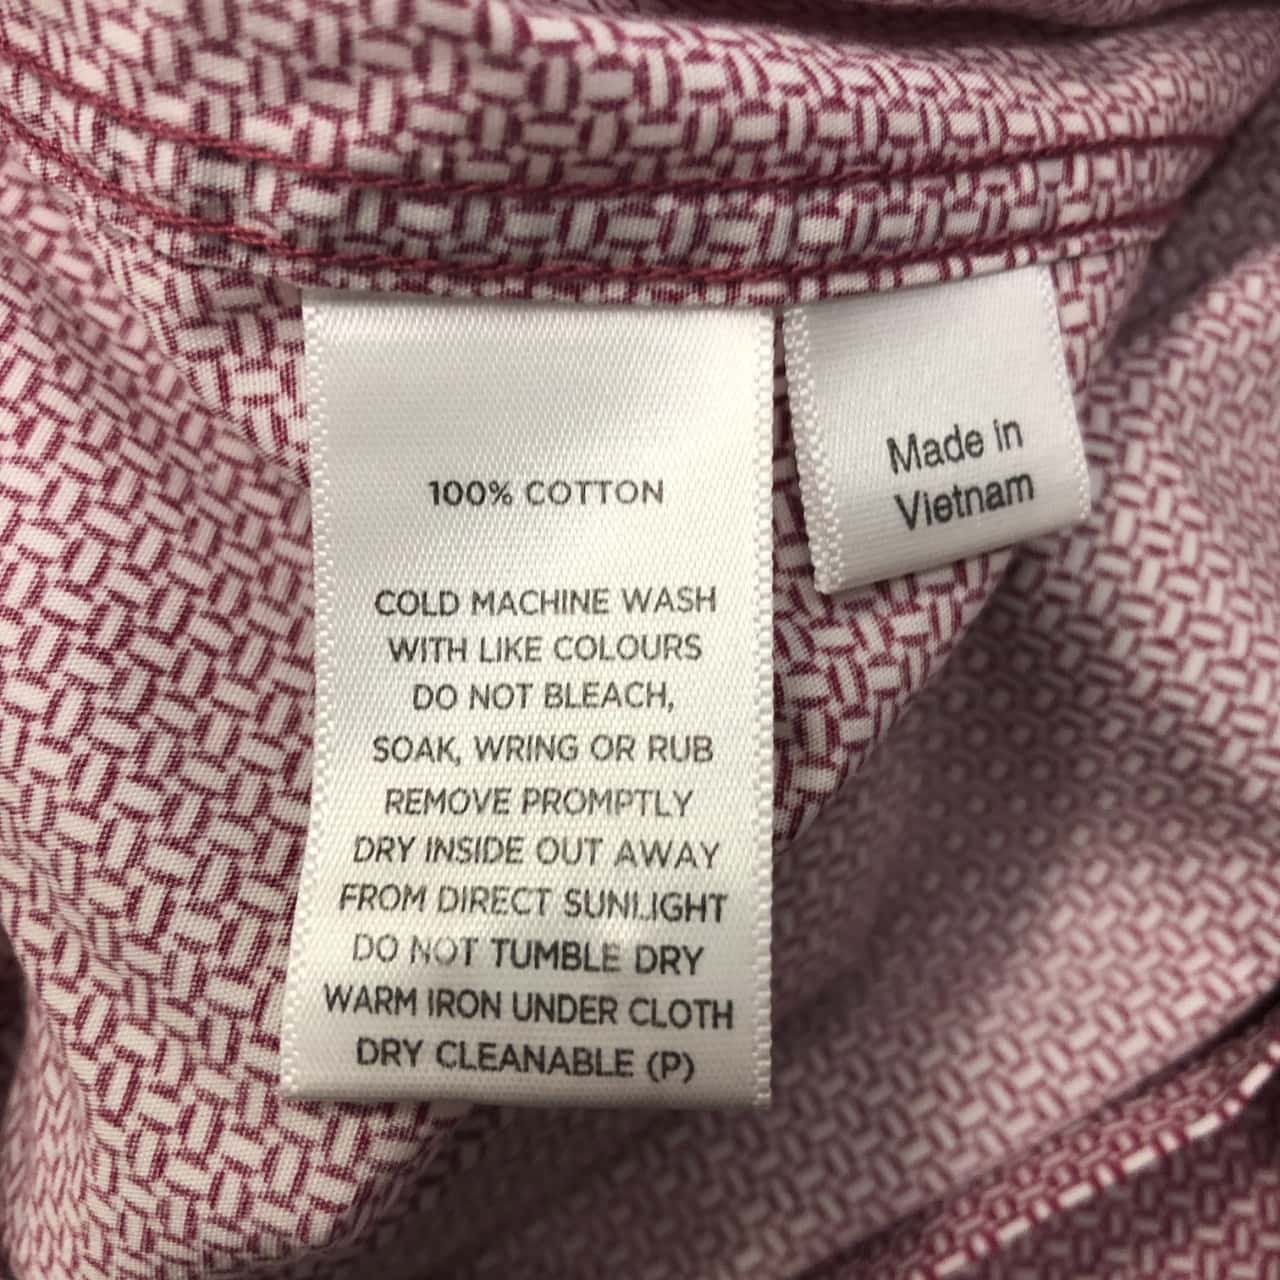 100% COTTON
COLD MACHINE WASH
WITH LIKE COLOURS
DO NOT BLEACH,
SOAK, WRING OR RUB
REMOVE PROMPTLY
DRY INSIDE OUT AWAY
FROM DIRECT SUNLIGHT
DO NOT TUMBLE DRY
WARM IRON UNDER CLOTH
DRY CLEANABLE (P)
Made in
Vietnam